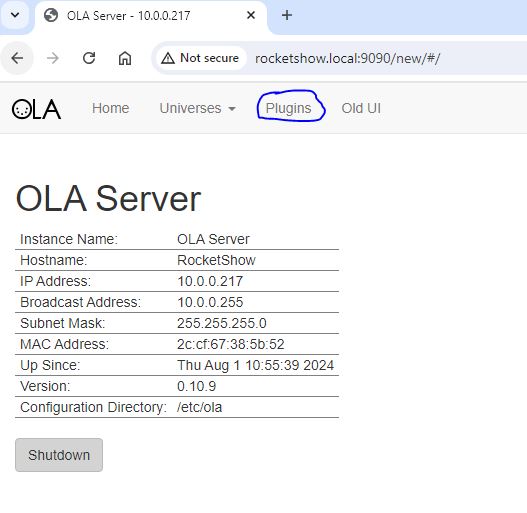 OLA Server - 10.0.0.217
Not secure rocketshow.local:9090/new/#/
OLA Home Universes Plugins Old UI
OLA Server
Instance Name: OLA Server
Hostname: RocketShow
IP Address: 10.0.0.217
Broadcast Address: 10.0.0.255
Subnet Mask: 255.255.255.0
MAC Address: 2c:cf:67:38:5b:52
Up Since: Thu Aug 1 10:55:39 2024
Version: 0.10.9
Configuration Directory: /etc/ola
Shutdown